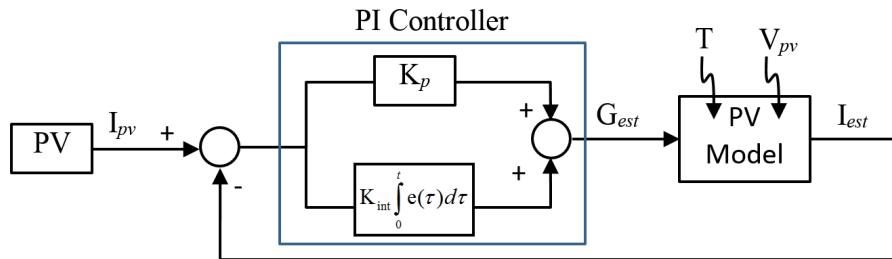 PI Controller
T
V_pv
K_p
PV
I_pv
+
-
+
+
G_est
PV
Model
I_est
K_int ∫_0^t e(τ)dτ